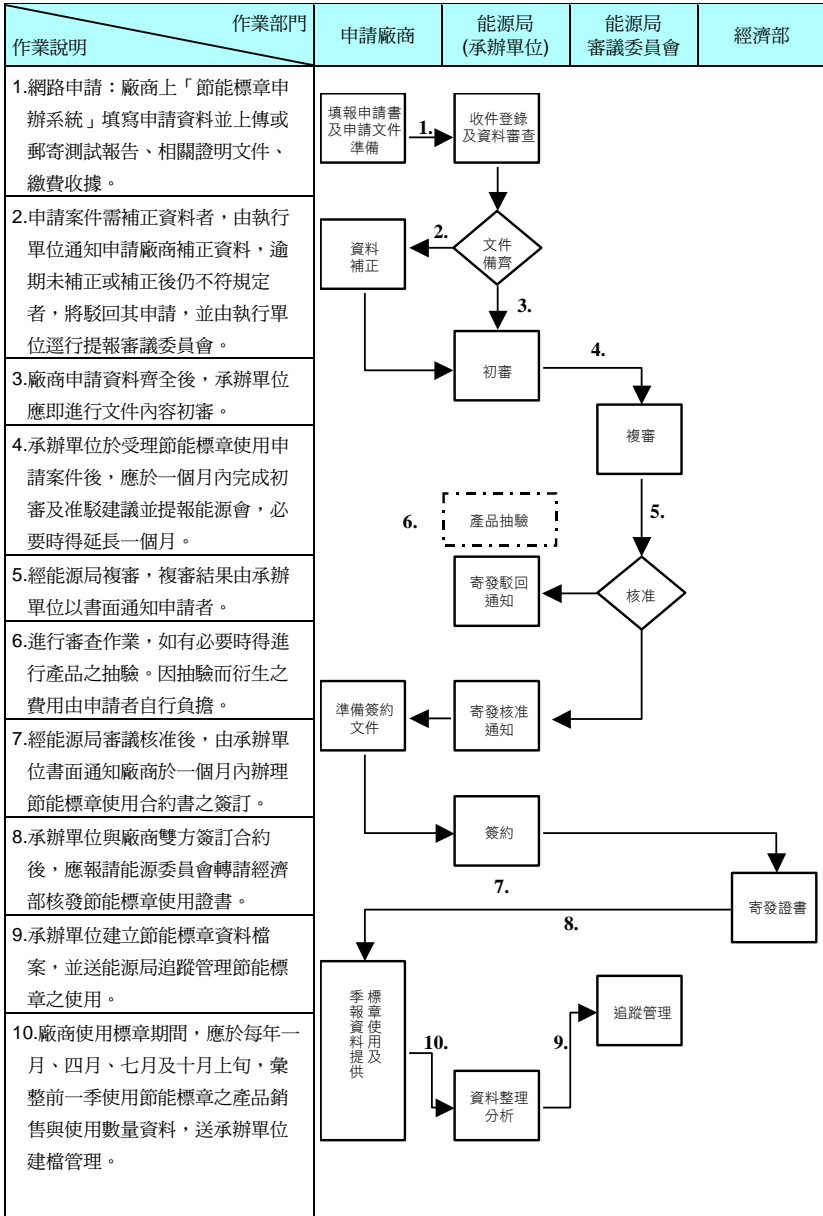 作業部門
作業說明
申請廠商
能源局
(承辦單位)
能源局
審議委員會
經濟部
1.網路申請：廠商上「節能標章申
辦系統」填寫申請資料並上傳或
郵寄測試報告、相關證明文件、
繳費收據。
2.申請案件需補正資料者，由執行
單位通知申請廠商補正資料，逾
期未補正或補正後仍不符規定
者，將駁回其申請，並由執行單
位逕行提報審議委員會。
3.廠商申請資料齊全後，承辦單位
應即進行文件內容初審。
4.承辦單位於受理節能標章使用申
請案件後，應於一個月內完成初
審及准駁建議並提報能源會，必
要時得延長一個月。
5.經能源局複審，複審結果由承辦
單位以書面通知申請者。
6.進行審查作業，如有必要時得進
行產品之抽驗。因抽驗而衍生之
費用由申請者自行負擔。
7.經能源局審議核准後，由承辦單
位書面通知廠商於一個月內辦理
節能標章使用合約書之簽訂。
8.承辦單位與廠商雙方簽訂合約
後，應報請能源委員會轉請經濟
部核發節能標章使用證書。
9.承辦單位建立節能標章資料檔
案，並送能源局追蹤管理節能標
章之使用。
10.廠商使用標章期間，應於每年一
月、四月、七月及十月上旬，彙
整前一季使用節能標章之產品銷
售與使用數量資料，送承辦單位
建檔管理。
填報申請書
及申請文件
準備
1.
收件登錄
及資料審查
資料
補正
2.
文件
備齊
3.
初審
4.
複審
6.
產品抽驗
5.
寄發駁回
通知
核准
準備簽約
文件
寄發核准
通知
簽約
7.
寄發證書
8.
標章使用及
季報資料提供
10.
資料整理
分析
9.
追蹤管理